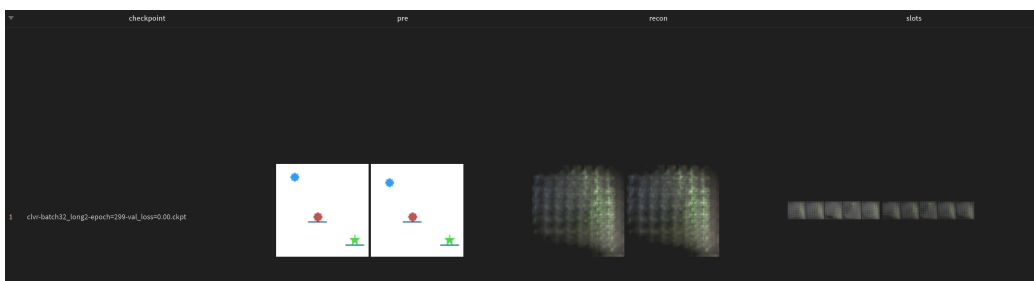 checkpoint pre recon slots
1 clvr-batch32_long2-epoch=299-val_loss=0.00.ckpt